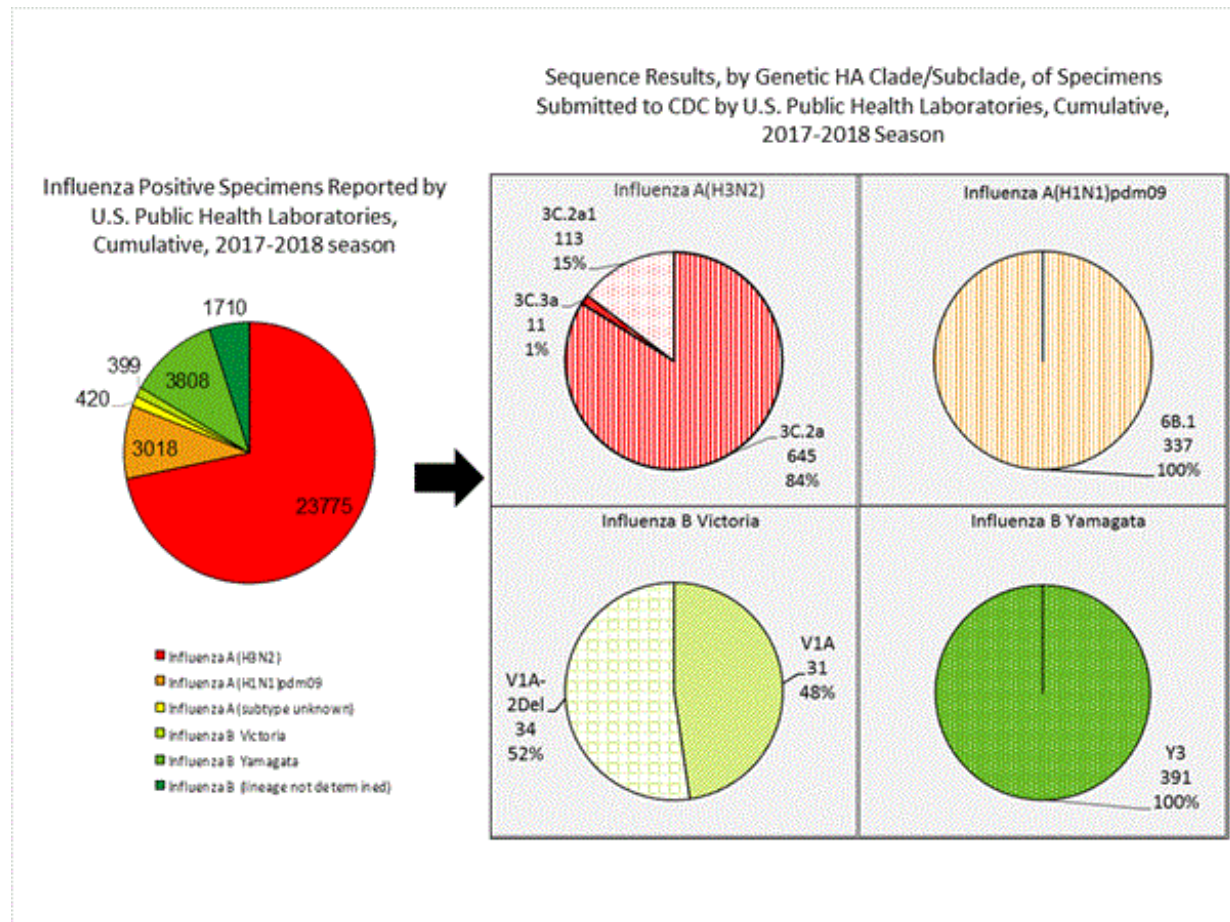 Sequence Results, by Genetic HA Clade/Subclade, of Specimens
Submitted to CDC by U.S. Public Health Laboratories, Cumulative,
2017-2018 Season
Influenza Positive Specimens Reported by
U.S. Public Health Laboratories,
Cumulative, 2017-2018 season
1710
399
3808
420
3018
23775
Influenza A(H3N2)
Influenza A(H1N1)pdm09
Influenza A(subtype unknown)
Influenza B Victoria
Influenza B Yamagata
Influenza B (lineage not determined)
Influenza A(H3N2)
3C.2a1
113
15%
3C.3a
11
1%
3C.2a
645
84%
Influenza A(H1N1)pdm09
6B.1
337
100%
Influenza B Victoria
V1A
31
48%
V1A-
2Del
34
52%
Influenza B Yamagata
Y3
391
100%